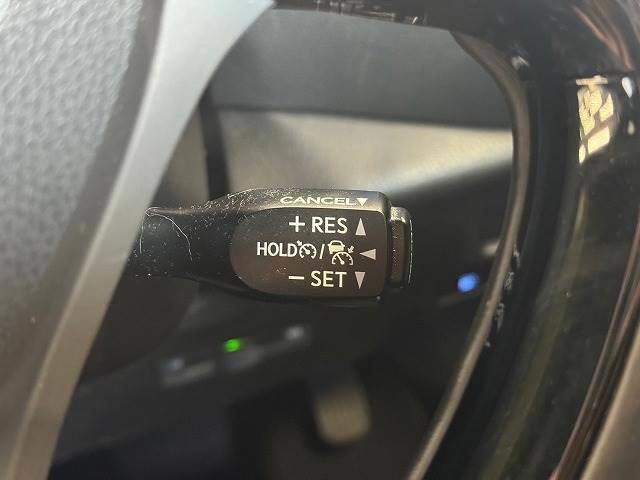 CANCEL▼
+ RES ▲
HOLD / ◀
− SET ▼